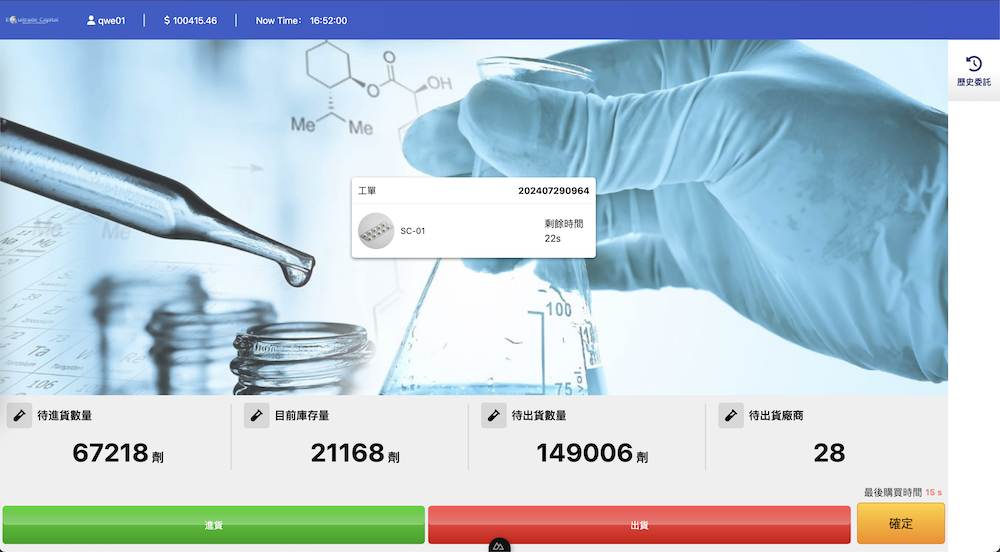 qwe01
$ 100415.46
Now Time： 16:52:00
歷史委託
OH
O
O
Me
Me
工單
202407290964
SC-01
剩餘時間
22s
100
75
vol.
Ta
106
待進貨數量
67218 劑
目前庫存量
21168 劑
待出貨數量
149006 劑
待出貨廠商
28
最後購買時間 15 s
進貨
出貨
確定